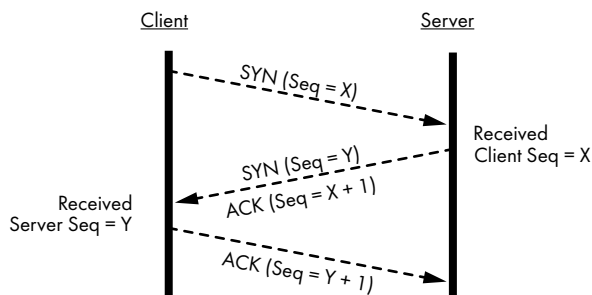 Client
Server
SYN (Seq = X)
Received
Client Seq = X
SYN (Seq = Y)
ACK (Seq = X + 1)
Received
Server Seq = Y
ACK (Seq = Y + 1)